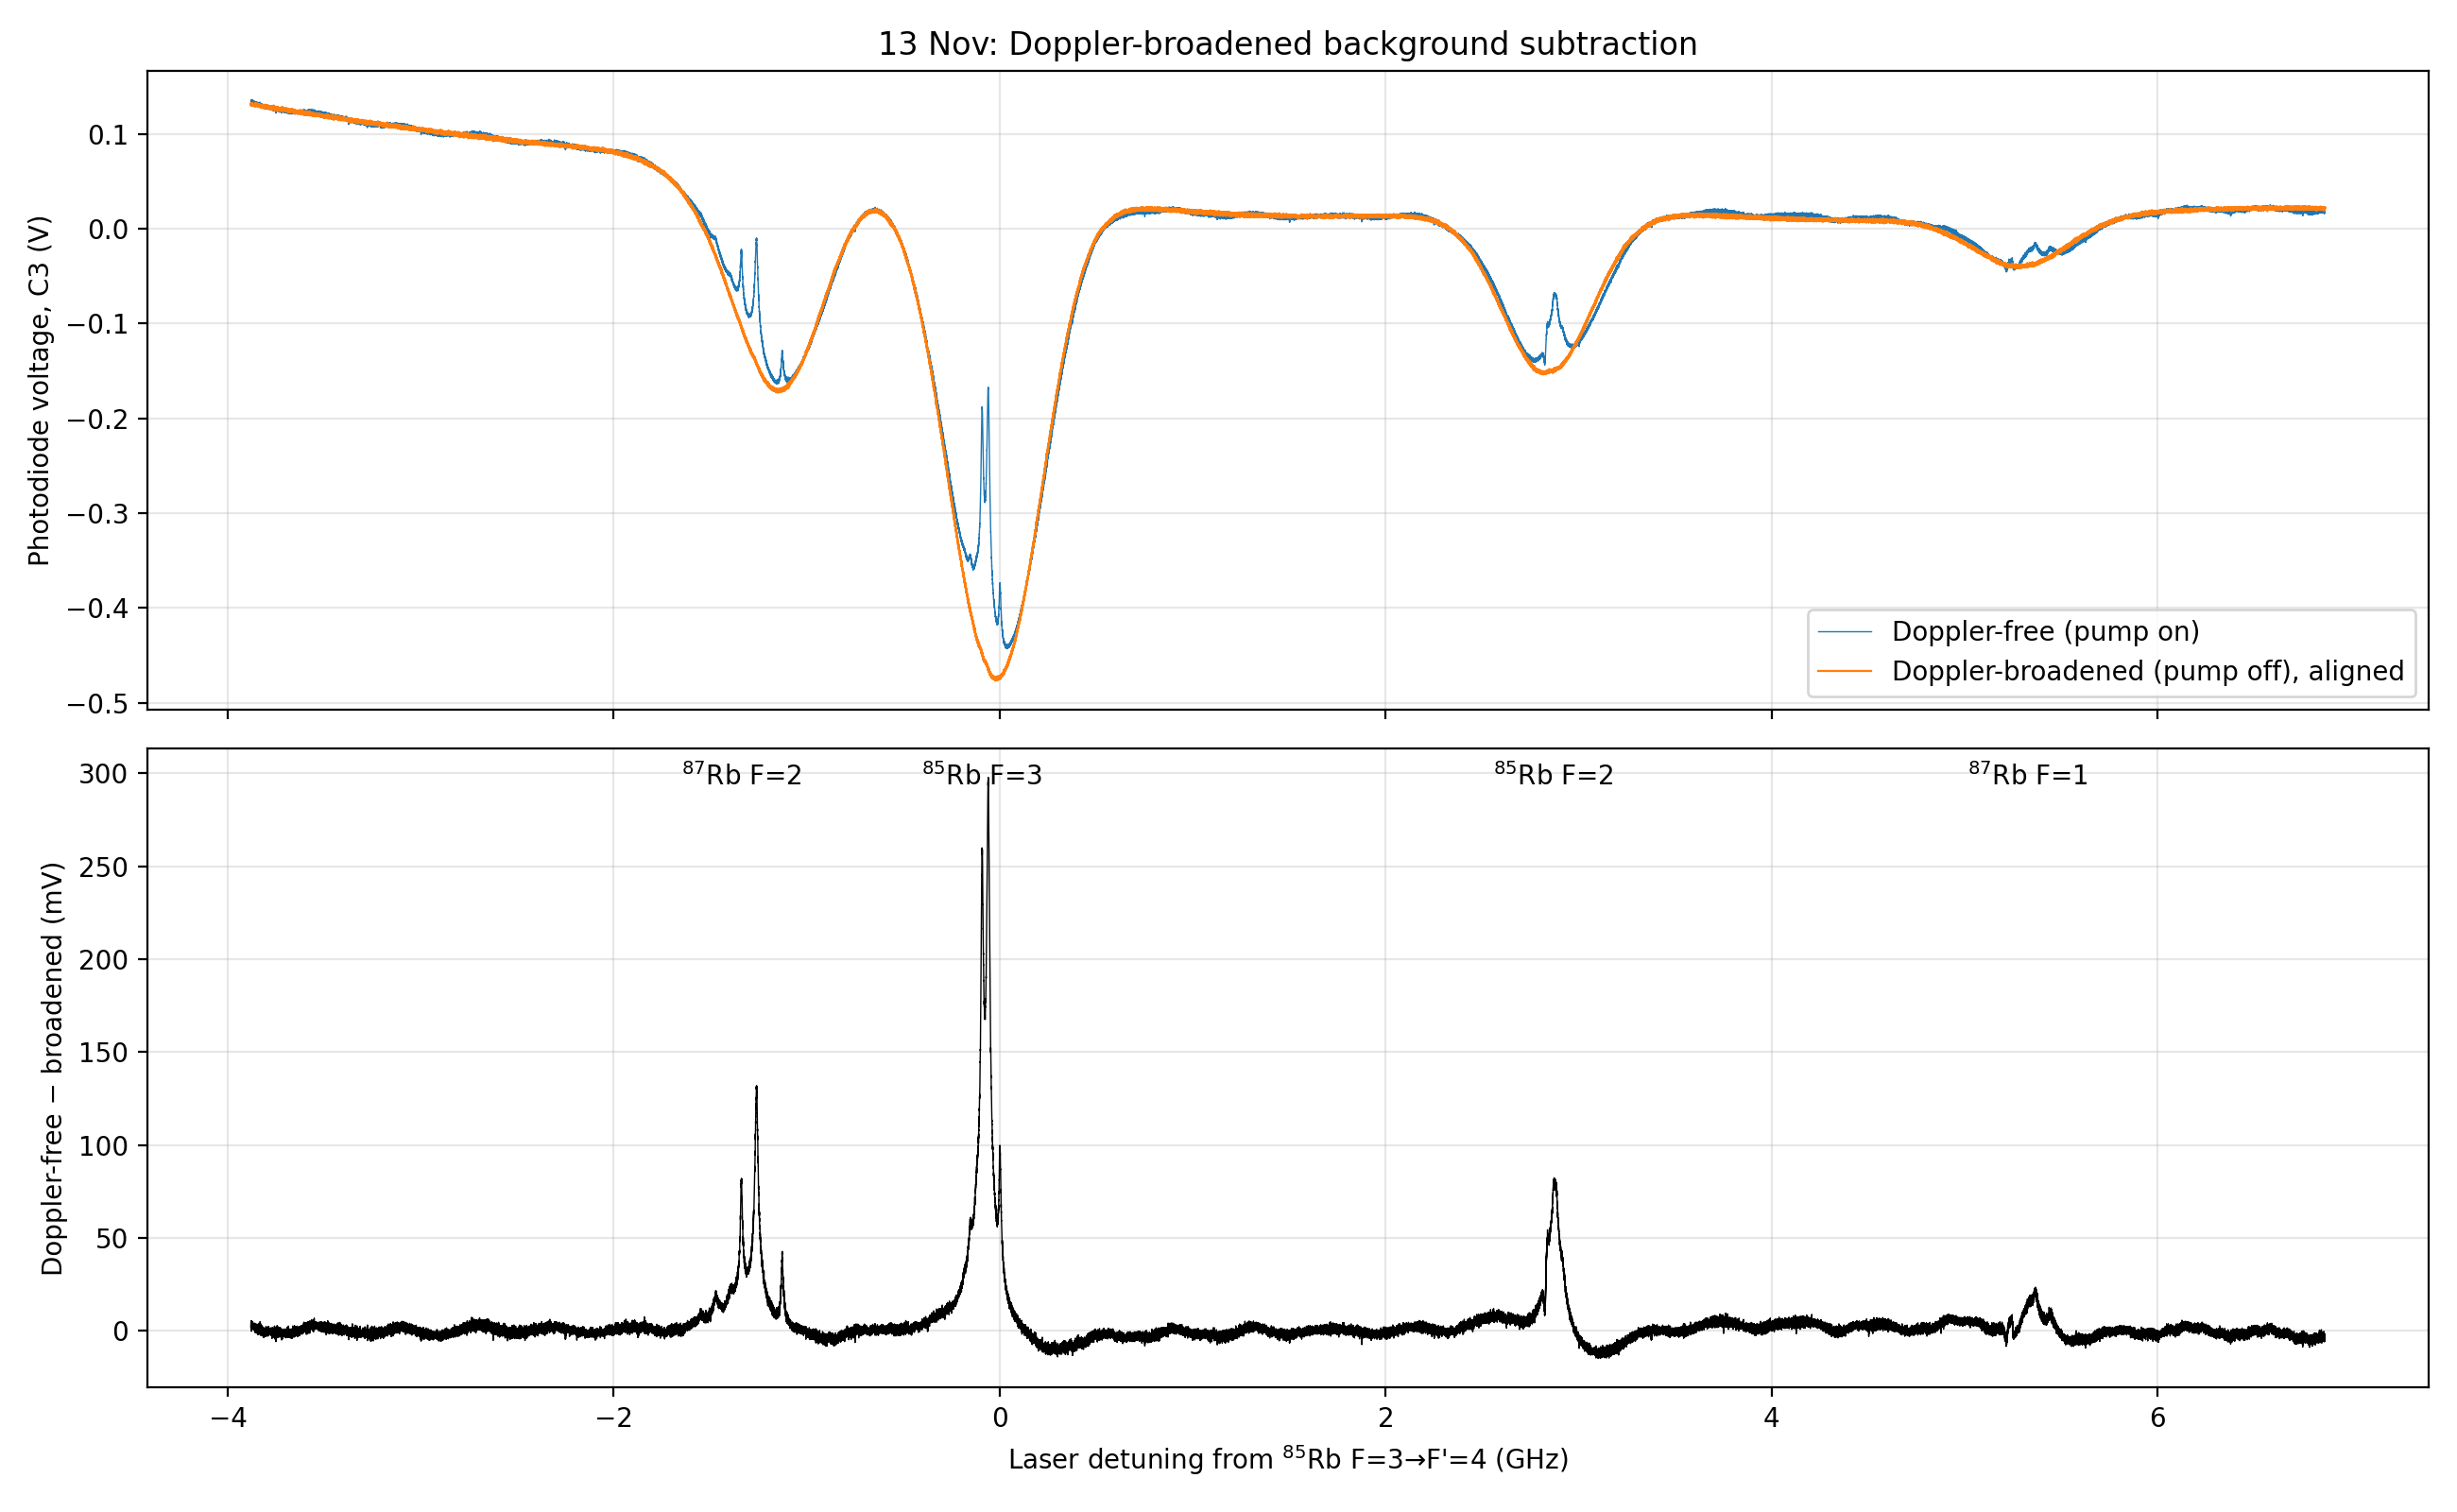 13 Nov: Doppler-broadened background subtraction
Photodiode voltage, C3 (V)
0.1
0.0
−0.1
−0.2
−0.3
−0.4
−0.5
Doppler-free (pump on)
Doppler-broadened (pump off), aligned
Doppler-free − broadened (mV)
300
250
200
150
100
50
0
⁸⁷Rb F=2
⁸⁵Rb F=3
⁸⁵Rb F=2
⁸⁷Rb F=1
−4
−2
0
2
4
6
Laser detuning from ⁸⁵Rb F=3→F'=4 (GHz)